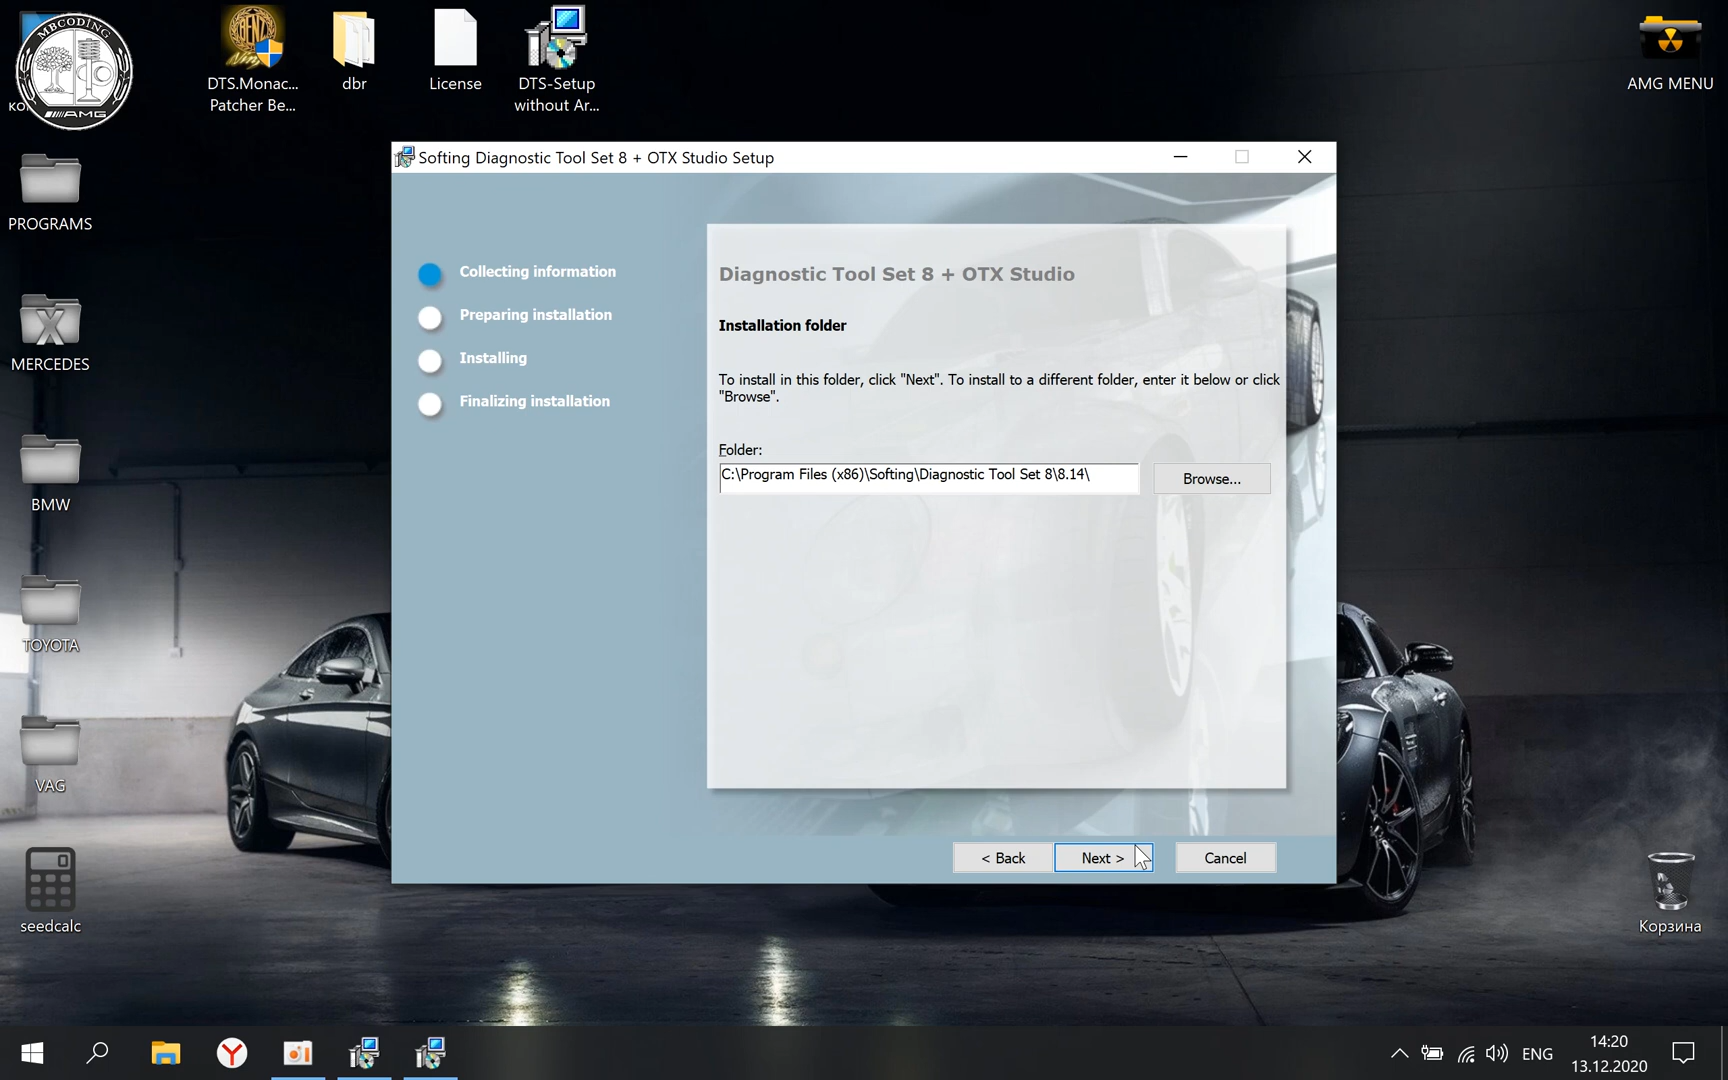 MBCODING
AMG
DTS.Monac...
Patcher Be...
dbr
License
DTS-Setup
without Ar...
AMG MENU
PROGRAMS
MERCEDES
BMW
TOYOTA
VAG
seedcalc
Корзина
Softing Diagnostic Tool Set 8 + OTX Studio Setup
Collecting information
Preparing installation
Installing
Finalizing installation
Diagnostic Tool Set 8 + OTX Studio
Installation folder
To install in this folder, click "Next". To install to a different folder, enter it below or click
"Browse".
Folder:
C:\Program Files (x86)\Softing\Diagnostic Tool Set 8\8.14\
Browse...
< Back
Next >
Cancel
ENG
14:20
13.12.2020